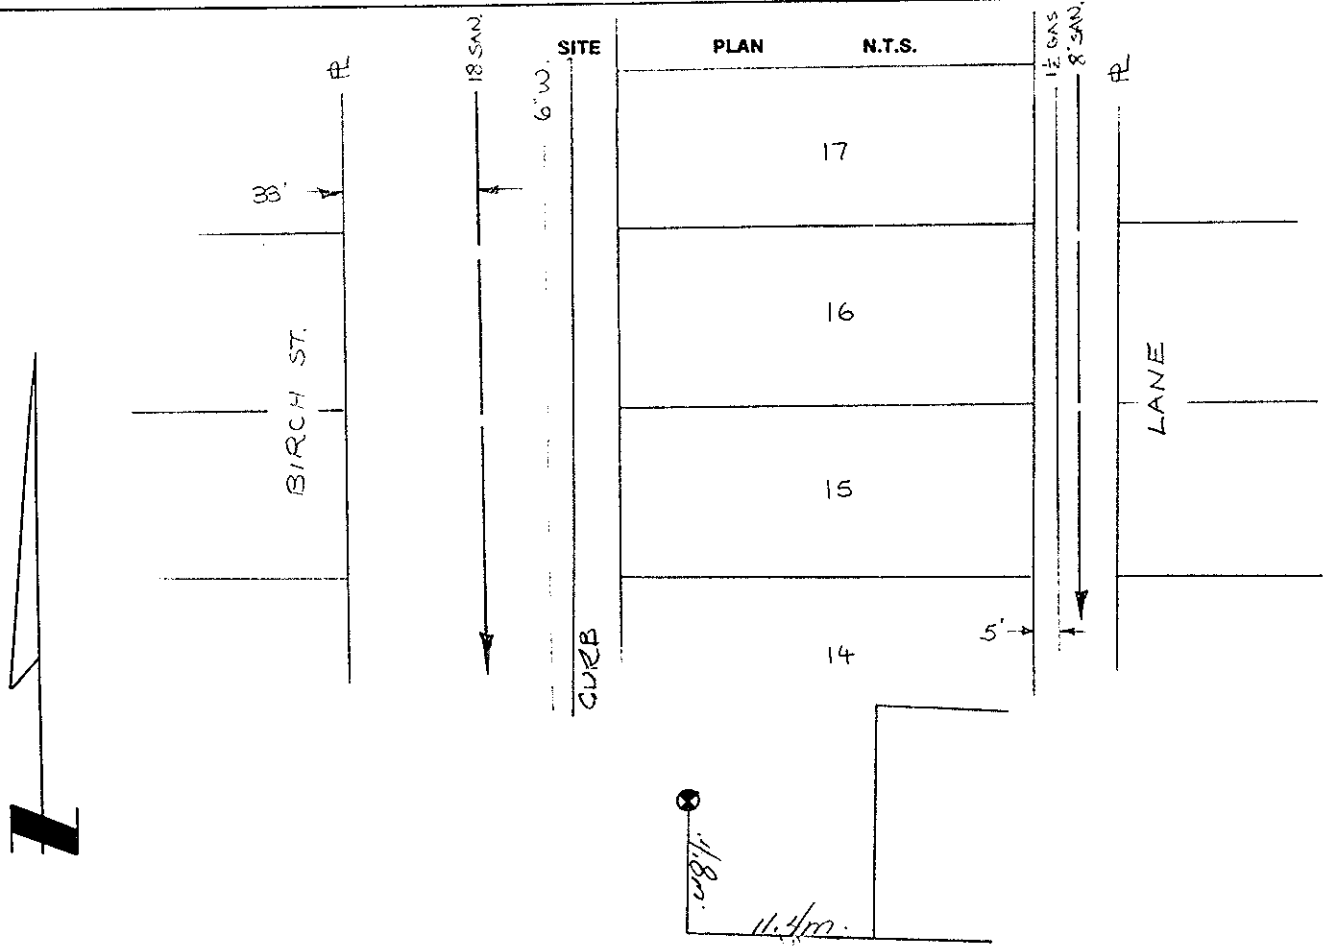 SITE PLAN N.T.S.
℄
18 SAN.
6" W.
1½ GAS
8" SAN.
℄
33'
17
16
BIRCH ST.
LANE
15
5'
14
CURB
1.8m.
11.4m.
N